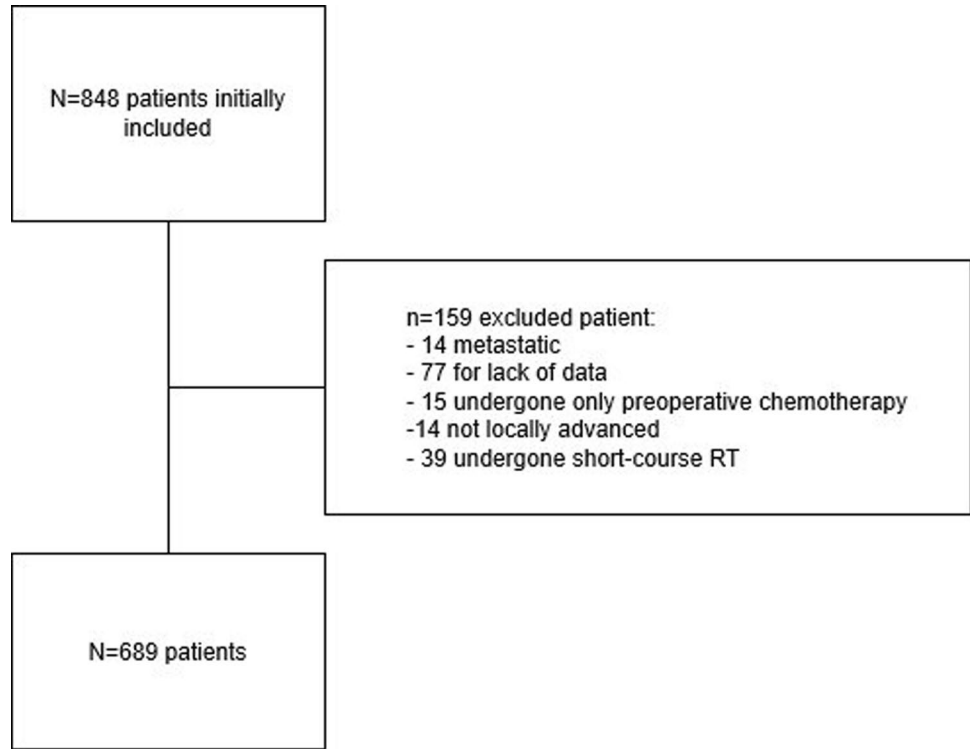 N=848 patients initially
included
n=159 excluded patient:
- 14 metastatic
- 77 for lack of data
- 15 undergone only preoperative chemotherapy
-14 not locally advanced
- 39 undergone short-course RT
N=689 patients